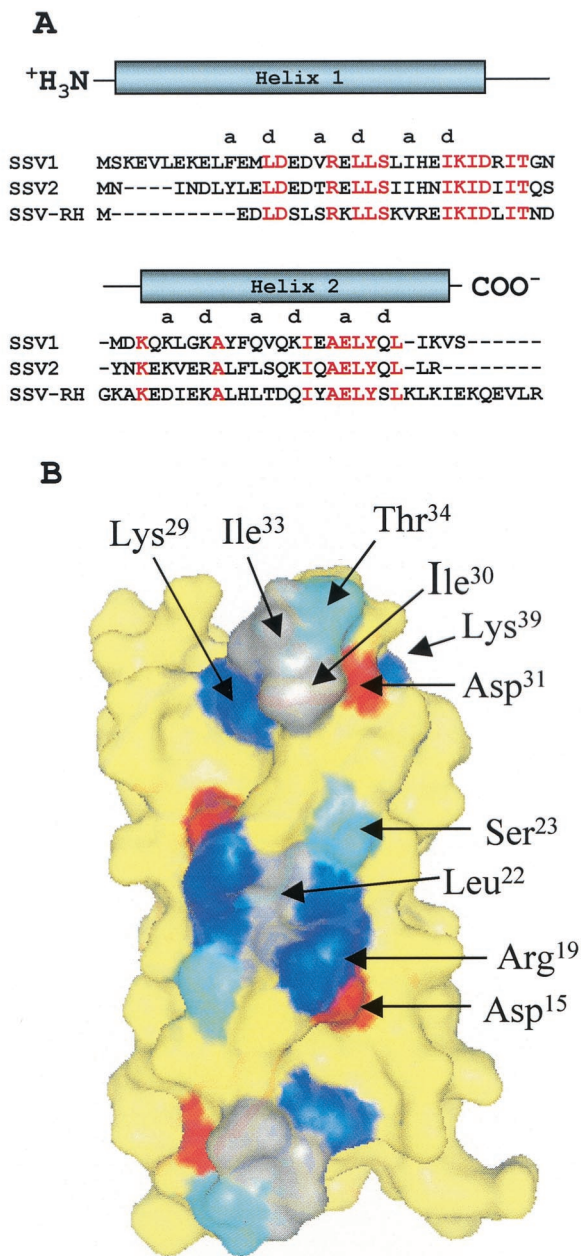 A
⁺H₃N Helix 1
a d a d a d
SSV1 MSKEVLEKELFEMLDEDVRELLSLIHEIKIDRITGN
SSV2 MN----INDLYLELDEDTRELLSIIHNIKIDLITQS
SSV-RH M----------EDLDSLSRKLLSKVREIKIDLITND
Helix 2 COO⁻
a d a d a d
SSV1 -MDKQKLGKAYFQVQKIEAELYQL-IKVS------
SSV2 -YNKEKVERALFLSQKIQAELYQL-LR--------
SSV-RH GKAKEDIEKALHLTDQIYAELYSLKLKIEKQEVLR
B
Lys²⁹ Ile³³ Thr³⁴
Ile³⁰
Lys³⁹
Asp³¹
Ser²³
Leu²²
Arg¹⁹
Asp¹⁵